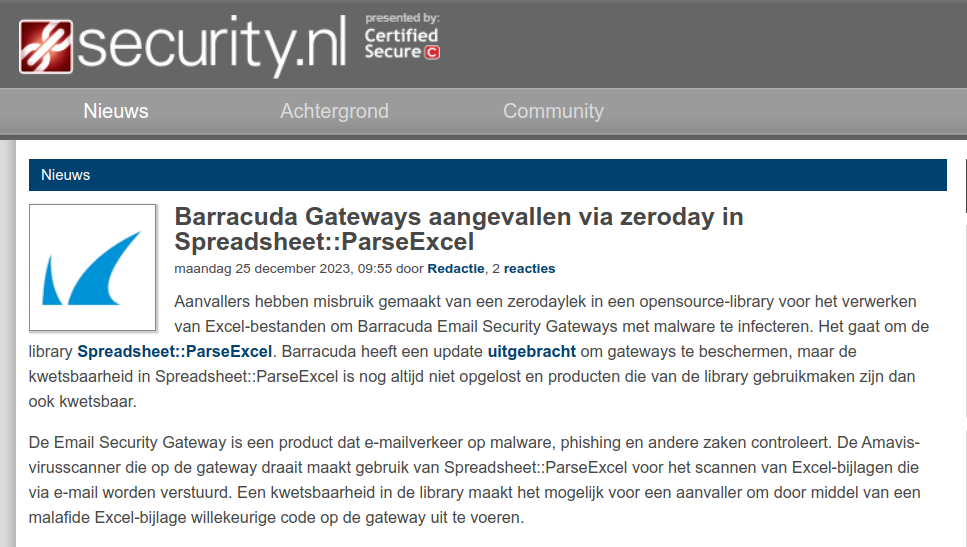 security.nl
presented by:
Certified
Secure C
Nieuws
Achtergrond
Community
Nieuws
Barracuda Gateways aangevallen via zeroday in
Spreadsheet::ParseExcel
maandag 25 december 2023, 09:55 door Redactie, 2 reacties
Aanvallers hebben misbruik gemaakt van een zerodaylek in een opensource-library voor het verwerken
van Excel-bestanden om Barracuda Email Security Gateways met malware te infecteren. Het gaat om de
library Spreadsheet::ParseExcel. Barracuda heeft een update uitgebracht om gateways te beschermen, maar de
kwetsbaarheid in Spreadsheet::ParseExcel is nog altijd niet opgelost en producten die van de library gebruikmaken zijn dan
ook kwetsbaar.
De Email Security Gateway is een product dat e-mailverkeer op malware, phishing en andere zaken controleert. De Amavis-
virusscanner die op de gateway draait maakt gebruik van Spreadsheet::ParseExcel voor het scannen van Excel-bijlagen die
via e-mail worden verstuurd. Een kwetsbaarheid in de library maakt het mogelijk voor een aanvaller om door middel van een
malafide Excel-bijlage willekeurige code op de gateway uit te voeren.